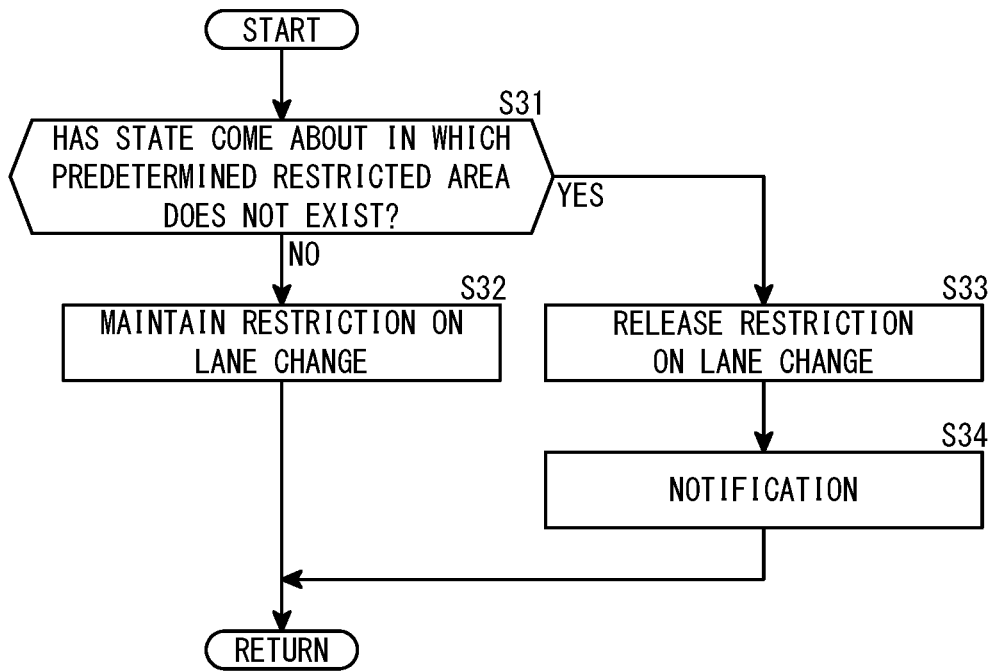 START
S31
HAS STATE COME ABOUT IN WHICH
PREDETERMINED RESTRICTED AREA
DOES NOT EXIST?
YES
NO
S32
MAINTAIN RESTRICTION ON
LANE CHANGE
S33
RELEASE RESTRICTION
ON LANE CHANGE
S34
NOTIFICATION
RETURN